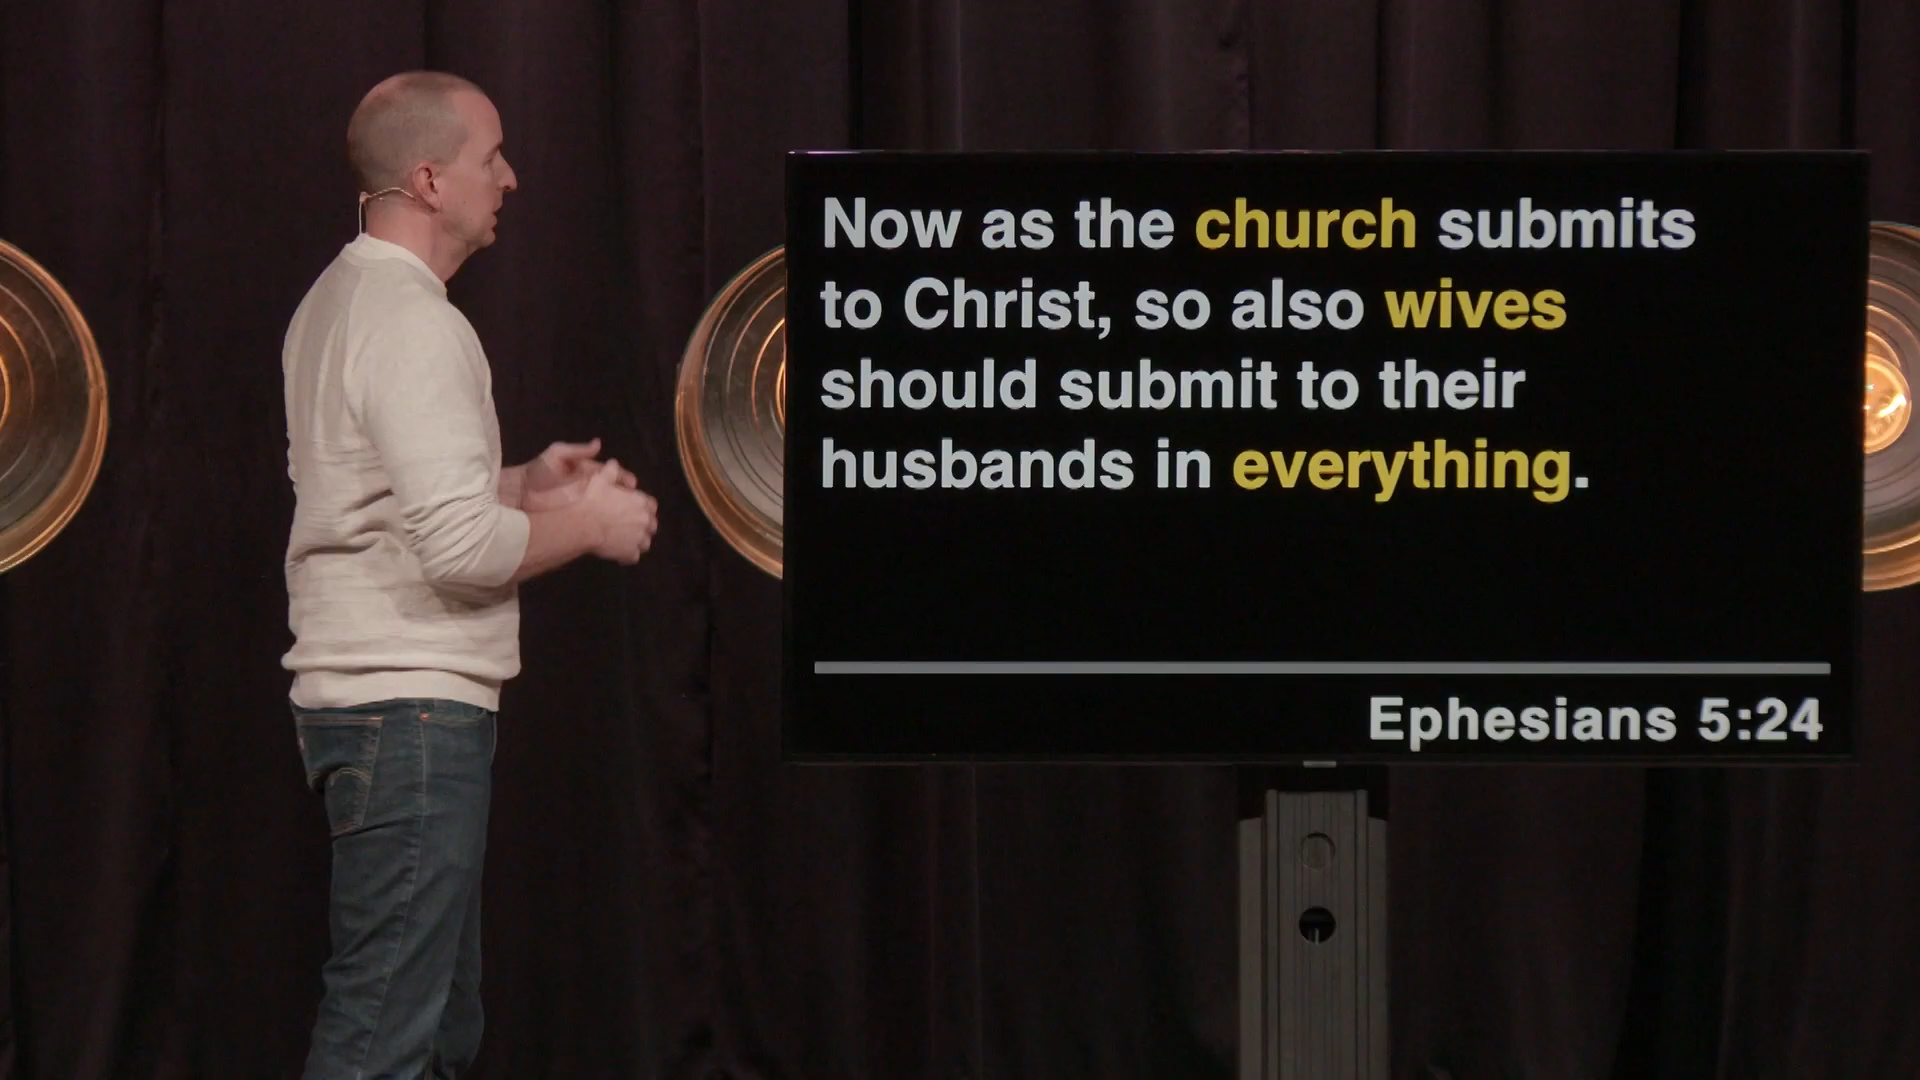 Now as the church submits
to Christ, so also wives
should submit to their
husbands in everything.
Ephesians 5:24